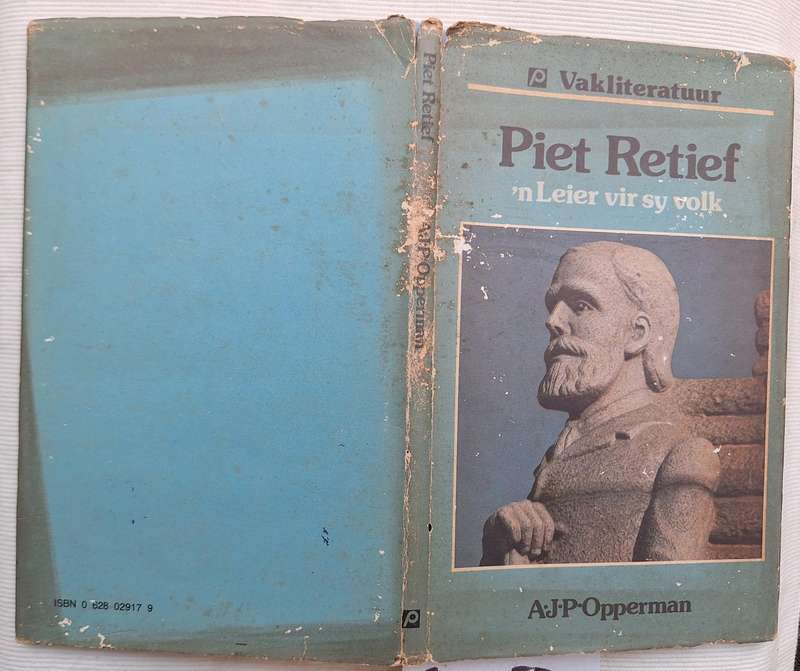 Vakliteratuur
Piet Retief
'n Leier vir sy volk
A·J·P·Opperman
Piet Retief
A·J·P·Opperman
ISBN 0 628 02917 9